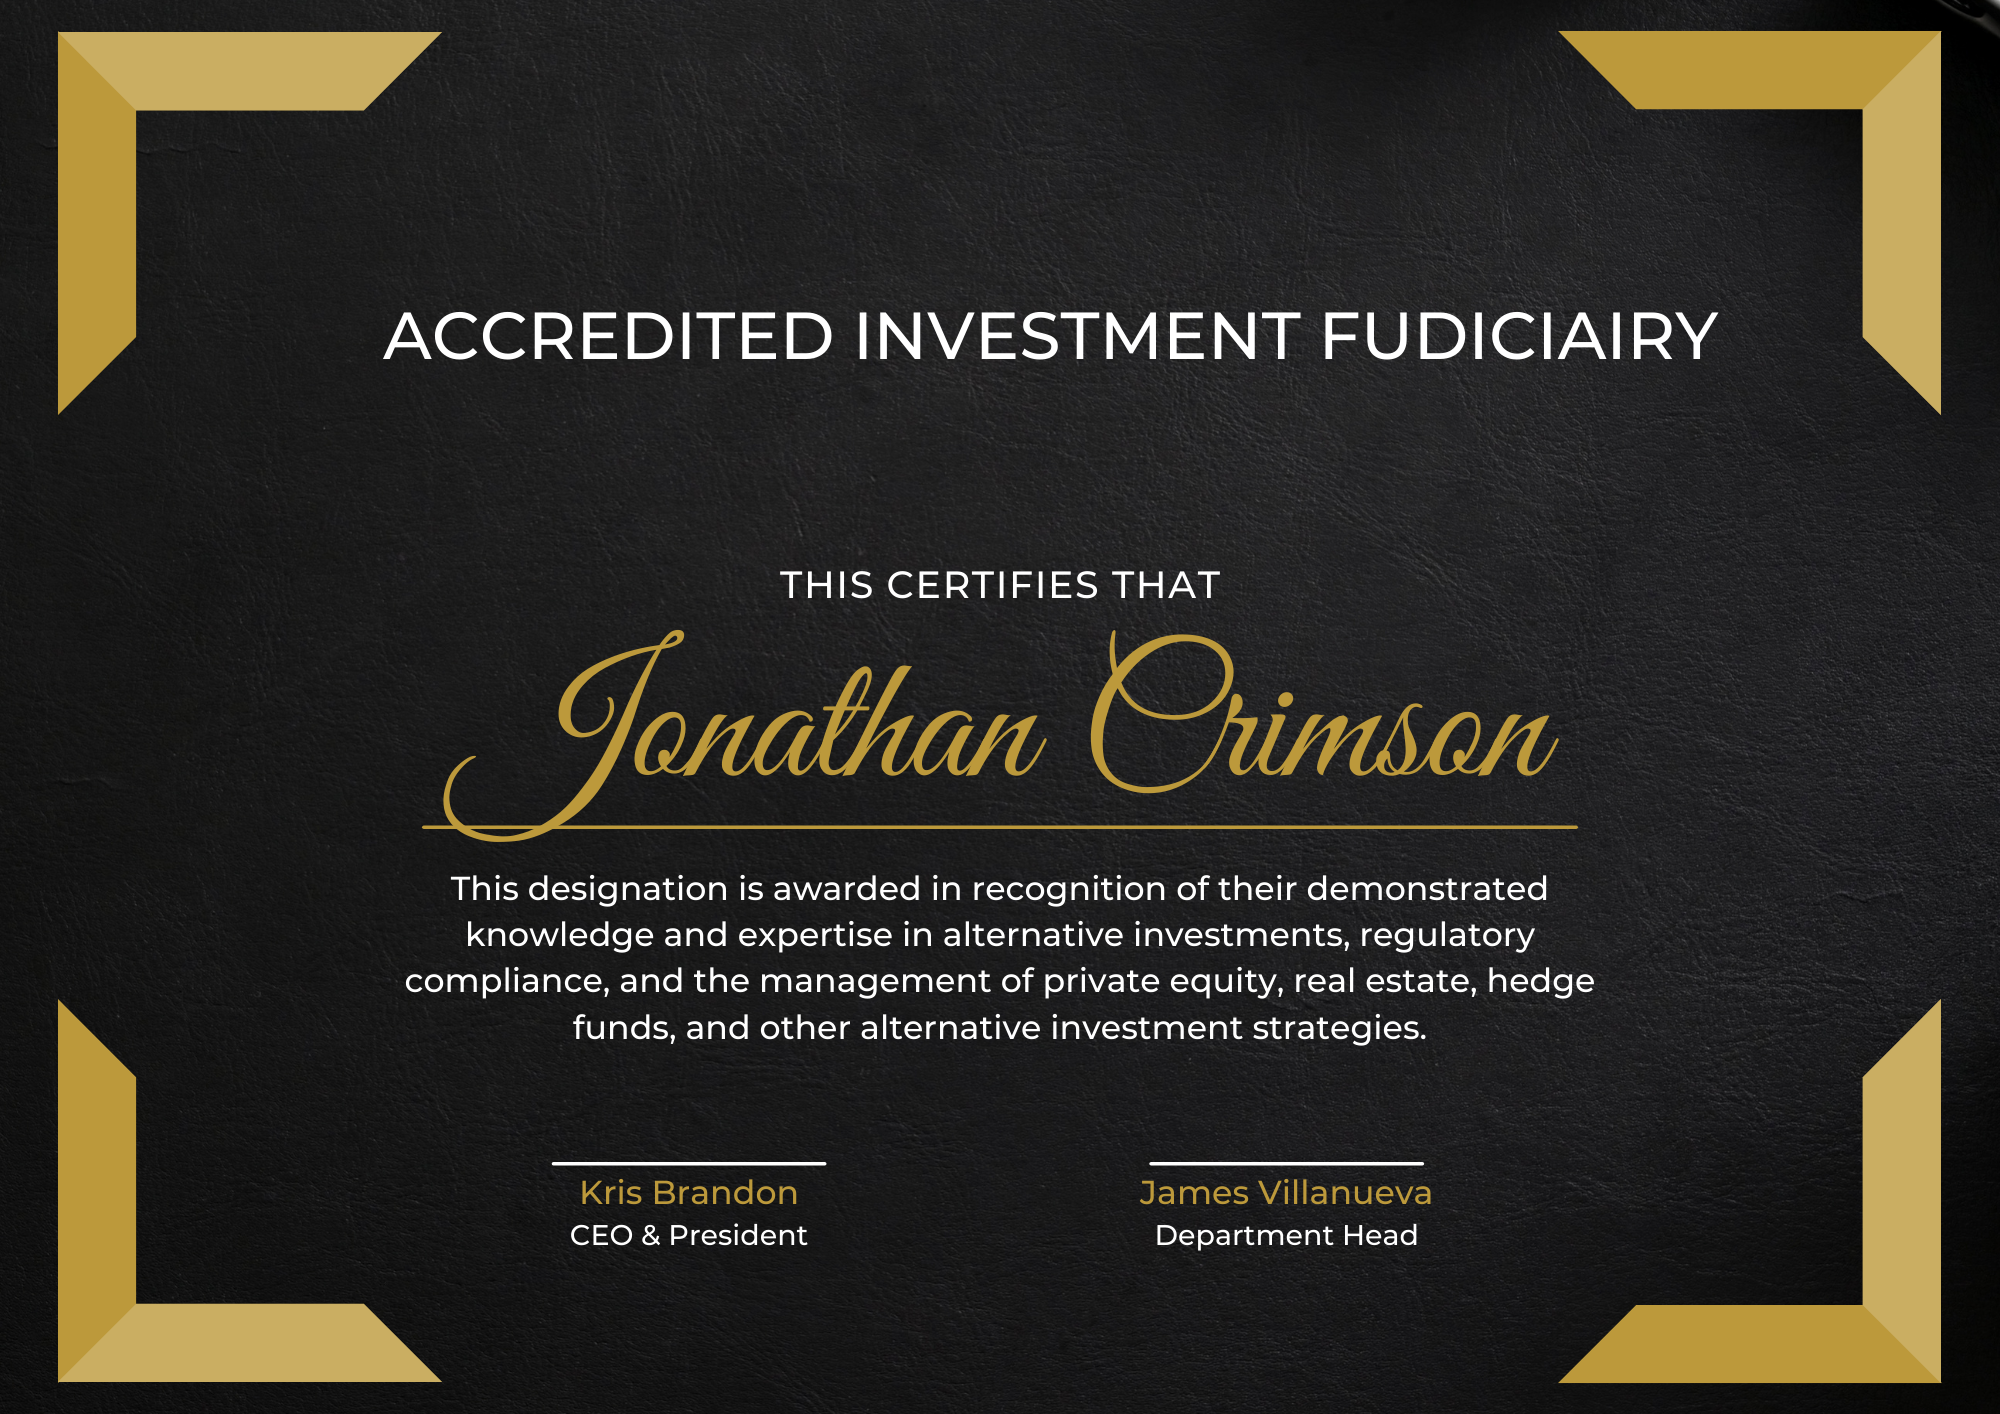 ACCREDITED INVESTMENT FUDICIAIRY
THIS CERTIFIES THAT
Jonathan Crimson
This designation is awarded in recognition of their demonstrated
knowledge and expertise in alternative investments, regulatory
compliance, and the management of private equity, real estate, hedge
funds, and other alternative investment strategies.
Kris Brandon
CEO & President
James Villanueva
Department Head